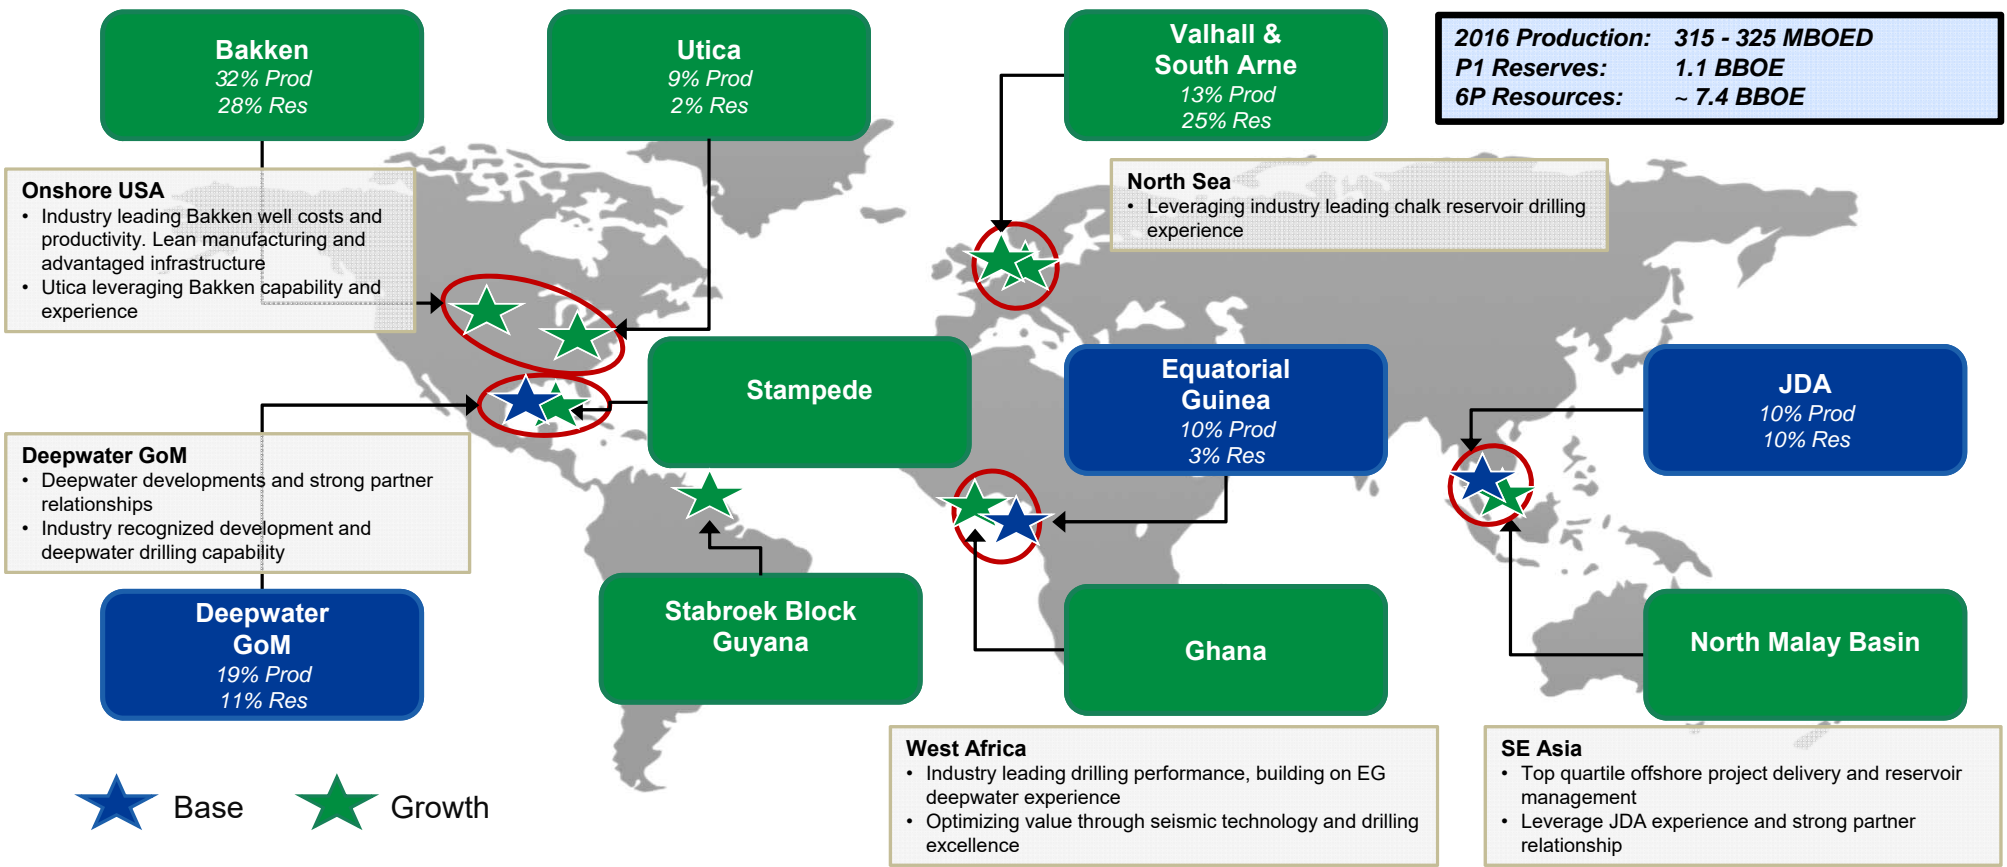 Bakken
32% Prod
28% Res
Utica
9% Prod
2% Res
Valhall &
South Arne
13% Prod
25% Res
2016 Production: 315 - 325 MBOED
P1 Reserves: 1.1 BBOE
6P Resources: ~ 7.4 BBOE
Onshore USA
• Industry leading Bakken well costs and
productivity. Lean manufacturing and
advantaged infrastructure
• Utica leveraging Bakken capability and
experience
North Sea
• Leveraging industry leading chalk reservoir drilling
experience
Stampede
Equatorial
Guinea
10% Prod
3% Res
JDA
10% Prod
10% Res
Deepwater GoM
• Deepwater developments and strong partner
relationships
• Industry recognized development and
deepwater drilling capability
Deepwater
GoM
19% Prod
11% Res
Stabroek Block
Guyana
Ghana
North Malay Basin
West Africa
• Industry leading drilling performance, building on EG
deepwater experience
• Optimizing value through seismic technology and drilling
excellence
SE Asia
• Top quartile offshore project delivery and reservoir
management
• Leverage JDA experience and strong partner
relationship
Base
Growth